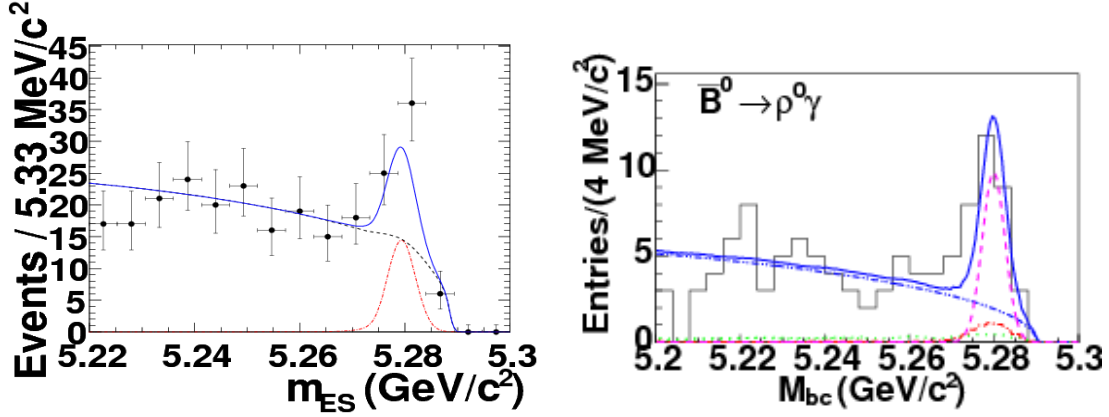 Events / 5.33 MeV/c²
45
40
35
30
25
20
15
10
5
0
5.22 5.24 5.26 5.28 5.3
m_ES (GeV/c²)
Entries/(4 MeV/c²)
15
10
5
0
B̅⁰ → ρ⁰γ
5.2 5.22 5.24 5.26 5.28 5.3
M_bc (GeV/c²)